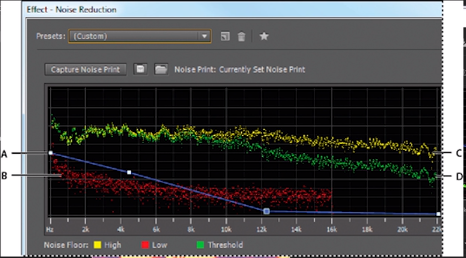 Effect - Noise Reduction
Presets: (Custom)
Capture Noise Print Noise Print: Currently Set Noise Print
A
C
B
D
Hz 2k 4k 6k 8k 10k 12k 14k 16k 18k 20k 22k
Noise Floor: High Low Threshold